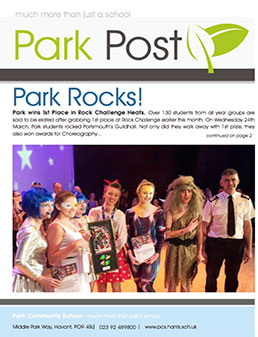 much more than just a school
Park Post
Park Rocks!
Park wins 1st Place in Rock Challenge Heats. Over 130 students from all year groups are
said to be elated after grabbing 1st place at Rock Challenge earlier this month. On Wednesday 24th
March, Park students rocked Portsmouth's Guildhall. Not only did they walk away with 1st prize, they
also won awards for Choreography...
continued on page 2
Park Community School - much more than just a school
Middle Park Way, Havant, PO9 4BU 023 92 489800 | www.pcs.hants.sch.uk